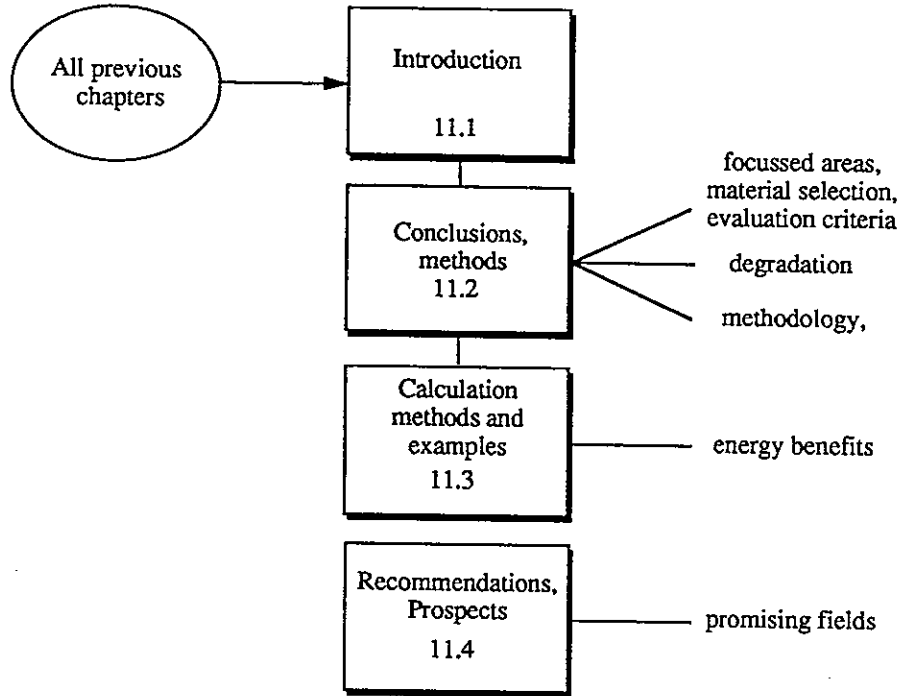 All previous
chapters
Introduction
11.1
focussed areas,
material selection,
evaluation criteria
Conclusions,
methods
11.2
degradation
methodology,
Calculation
methods and
examples
11.3
energy benefits
Recommendations,
Prospects
11.4
promising fields